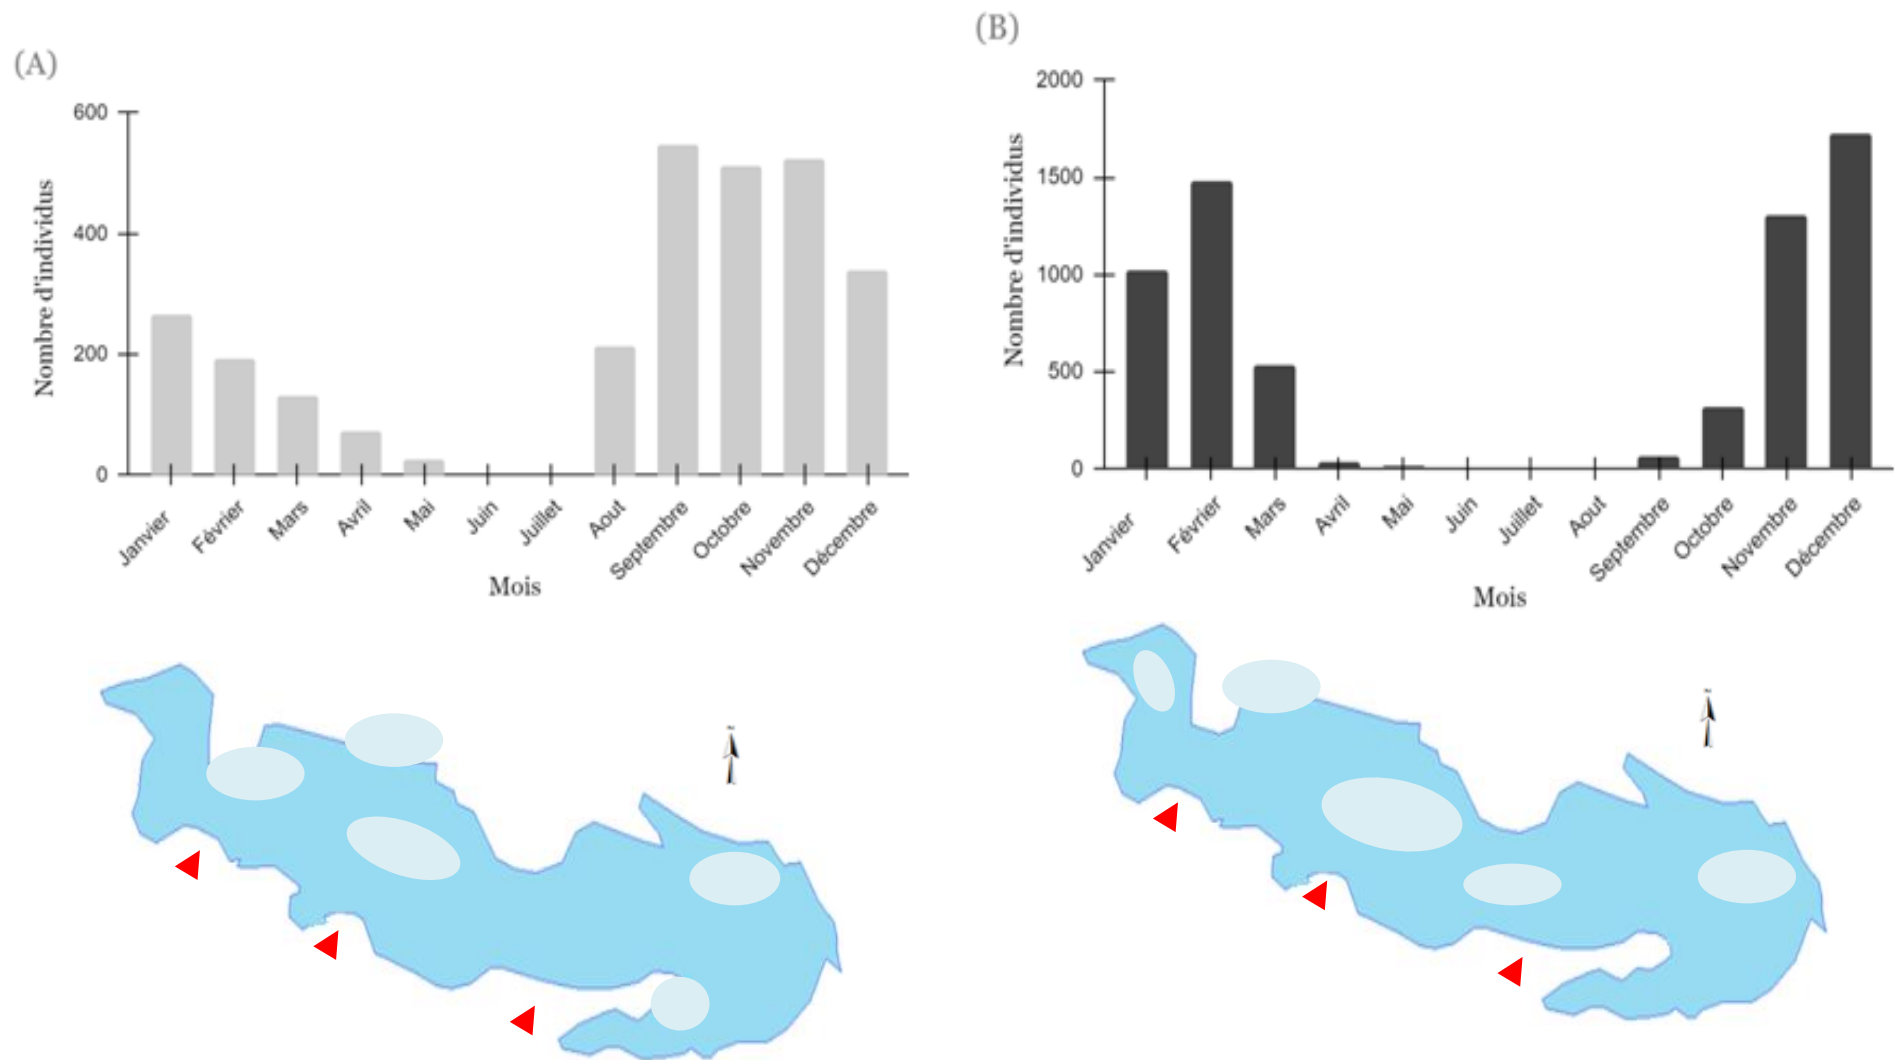 (A)
600
400
200
0
Nombre d'individus
Janvier
Février
Mars
Avril
Mai
Juin
Juillet
Aout
Septembre
Octobre
Novembre
Décembre
Mois
(B)
2000
1500
1000
500
0
Nombre d'individus
Janvier
Février
Mars
Avril
Mai
Juin
Juillet
Aout
Septembre
Octobre
Novembre
Décembre
Mois